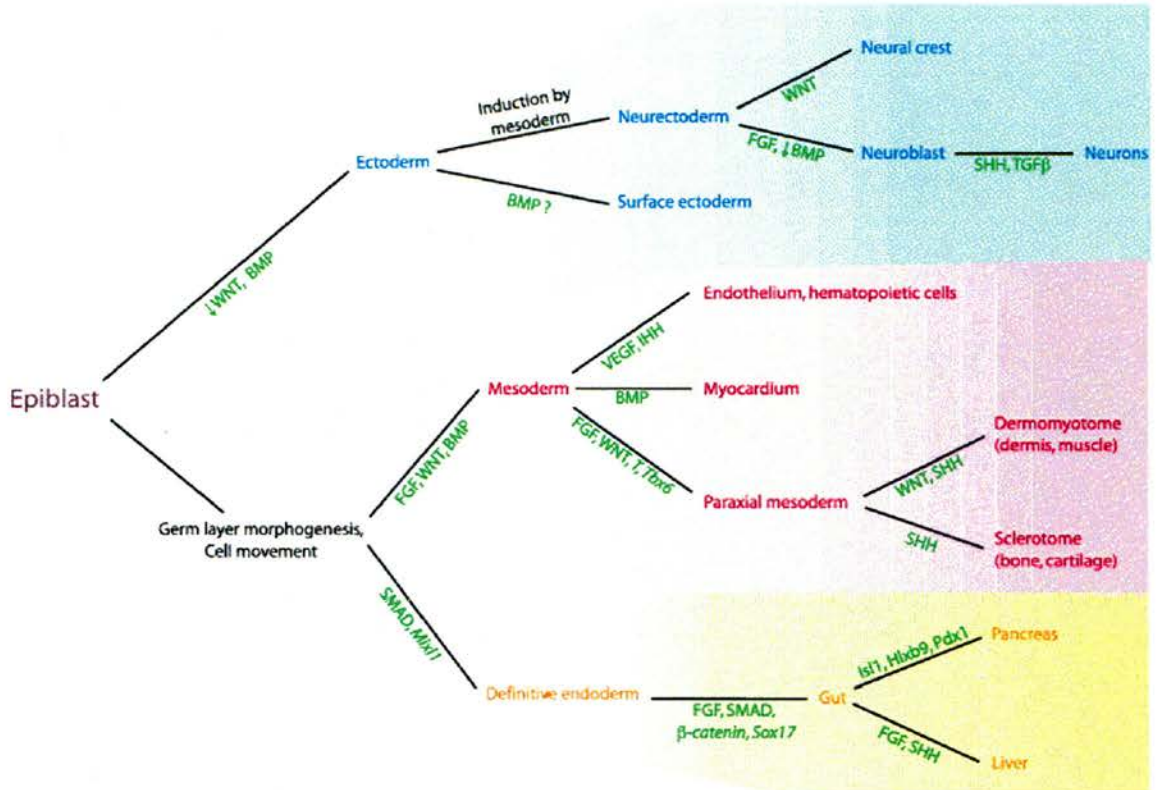 Neural crest
WNT
Induction by
mesoderm
Neurectoderm
FGF, ↓BMP
Neuroblast
SHH, TGFβ
Neurons
Ectoderm
BMP ?
Surface ectoderm
↓WNT, BMP
Endothelium, hematopoietic cells
VEGF, IHH
Epiblast
Mesoderm
BMP
Myocardium
FGF, WNT, BMP
FGF, WNT, T, Tbx6
Dermomyotome
(dermis, muscle)
WNT, SHH
Paraxial mesoderm
Germ layer morphogenesis,
Cell movement
SHH
Sclerotome
(bone, cartilage)
SMAD, Mixl1
Isl1, Hlxb9, Pdx1
Pancreas
Definitive endoderm
FGF, SMAD,
β-catenin, Sox17
Gut
FGF, SHH
Liver